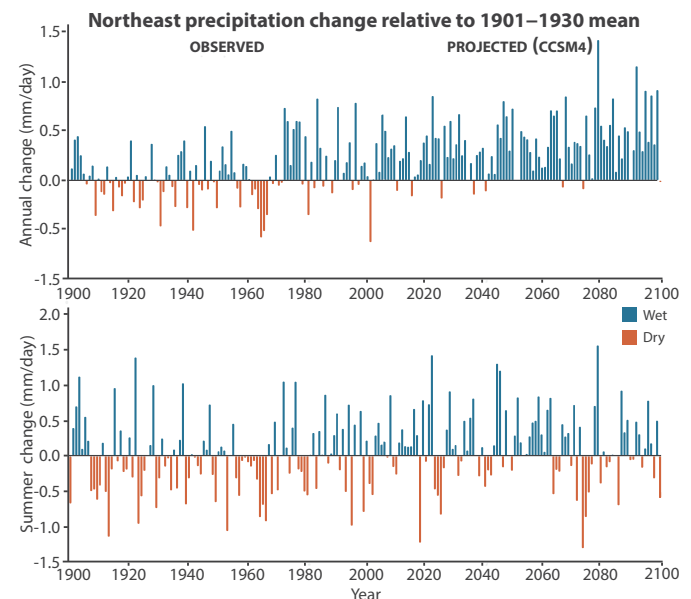 Northeast precipitation change relative to 1901–1930 mean
OBSERVED PROJECTED (CCSM4)
Annual change (mm/day)
1.5
1.0
0.5
0.0
-0.5
-1.5
1900 1920 1940 1960 1980 2000 2020 2040 2060 2080 2100
Summer change (mm/day)
2.0
1.5
1.0
0.5
0.0
-0.5
-1.0
-1.5
Wet
Dry
1900 1920 1940 1960 1980 2000 2020 2040 2060 2080 2100
Year